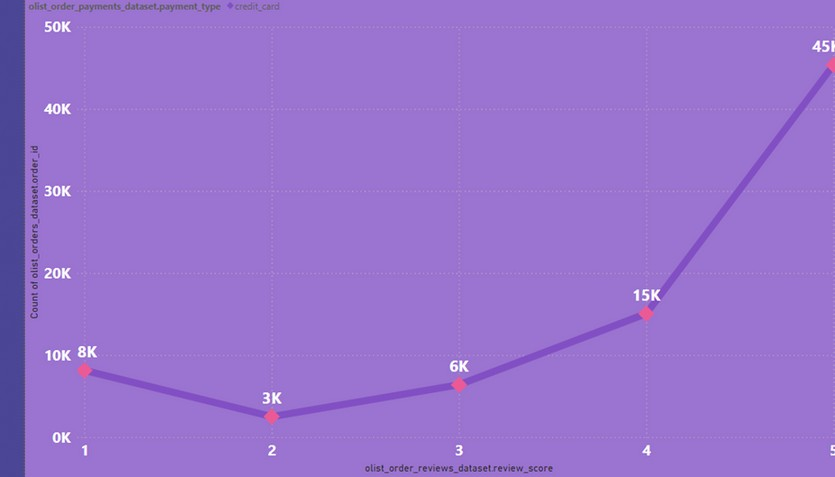 olist_order_payments_dataset.payment_type credit_card
50K
45K
40K
30K
20K
15K
10K
8K
6K
3K
0K
1 2 3 4 5
Count of olist_orders_dataset.order_id
olist_order_reviews_dataset.review_score